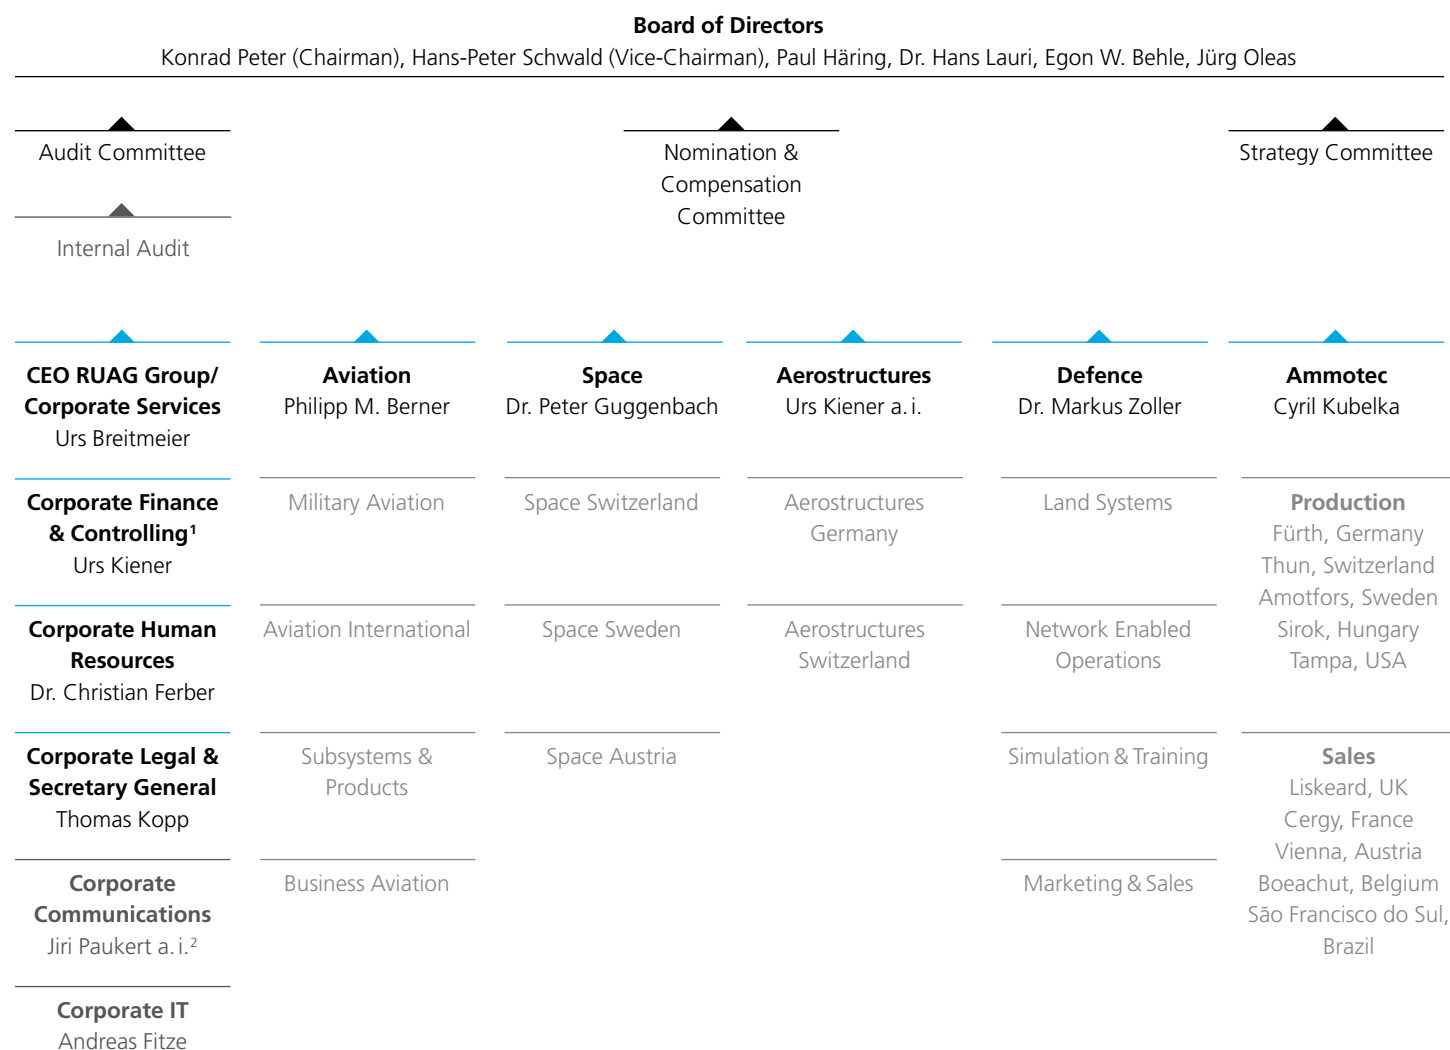 Board of Directors
Konrad Peter (Chairman), Hans-Peter Schwald (Vice-Chairman), Paul Häring, Dr. Hans Lauri, Egon W. Behle, Jürg Oleas
Audit Committee
Internal Audit
Nomination &
Compensation
Committee
Strategy Committee
CEO RUAG Group/
Corporate Services
Urs Breitmeier
Corporate Finance
& Controlling¹
Urs Kiener
Corporate Human
Resources
Dr. Christian Ferber
Corporate Legal &
Secretary General
Thomas Kopp
Corporate
Communications
Jiri Paukert a. i.²
Corporate IT
Andreas Fitze
Aviation
Philipp M. Berner
Military Aviation
Aviation International
Subsystems &
Products
Business Aviation
Space
Dr. Peter Guggenbach
Space Switzerland
Space Sweden
Space Austria
Aerostructures
Urs Kiener a. i.
Aerostructures
Germany
Aerostructures
Switzerland
Defence
Dr. Markus Zoller
Land Systems
Network Enabled
Operations
Simulation & Training
Marketing & Sales
Ammotec
Cyril Kubelka
Production
Fürth, Germany
Thun, Switzerland
Amotfors, Sweden
Sirok, Hungary
Tampa, USA
Sales
Liskeard, UK
Cergy, France
Vienna, Austria
Boeachut, Belgium
São Francisco do Sul,
Brazil